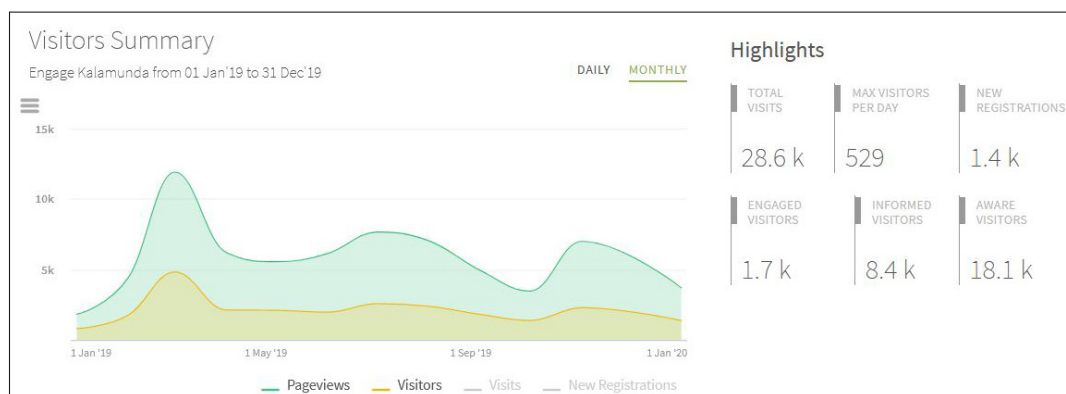 Visitors Summary
Engage Kalamunda from 01 Jan'19 to 31 Dec'19
DAILY MONTHLY
15k
10k
5k
1 Jan '19 1 May '19 1 Sep '19 1 Jan '20
Pageviews Visitors Visits New Registrations
Highlights
TOTAL VISITS
28.6 k
MAX VISITORS PER DAY
529
NEW REGISTRATIONS
1.4 k
ENGAGED VISITORS
1.7 k
INFORMED VISITORS
8.4 k
AWARE VISITORS
18.1 k